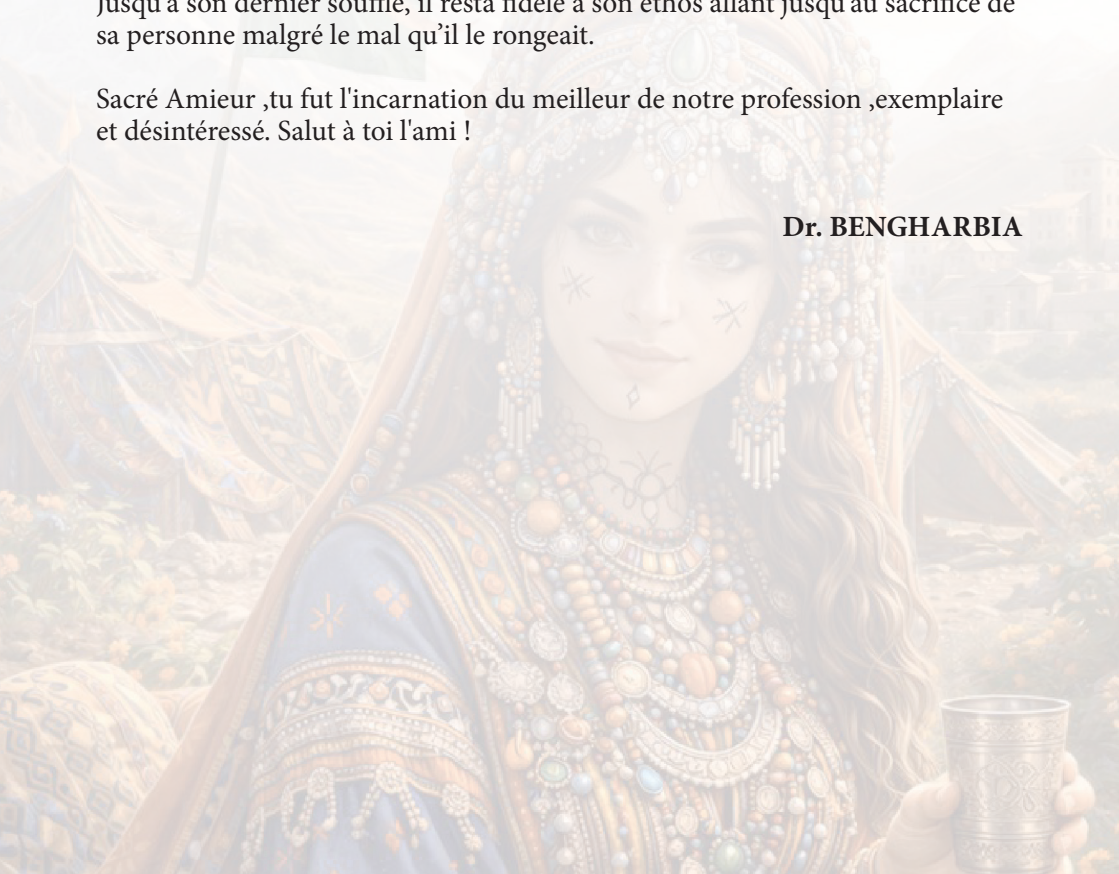 Jusqu'à son dernier souffle, il resta fidèle à son éthos allant jusqu'au sacrifice de
sa personne malgré le mal qu’il le rongeait.
Sacré Amieur ,tu fut l'incarnation du meilleur de notre profession ,exemplaire
et désintéressé. Salut à toi l'ami !
Dr. BENGHARBIA